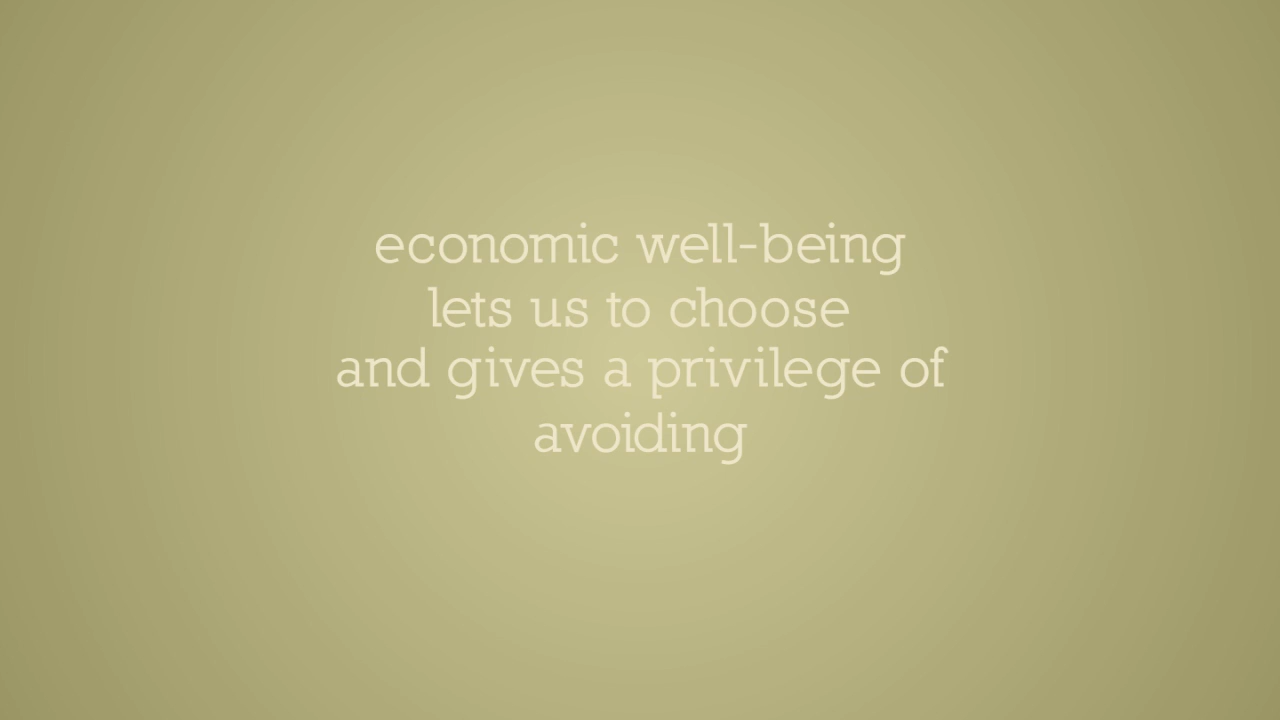 economic well-being
lets us to choose
and gives a privilege of
avoiding